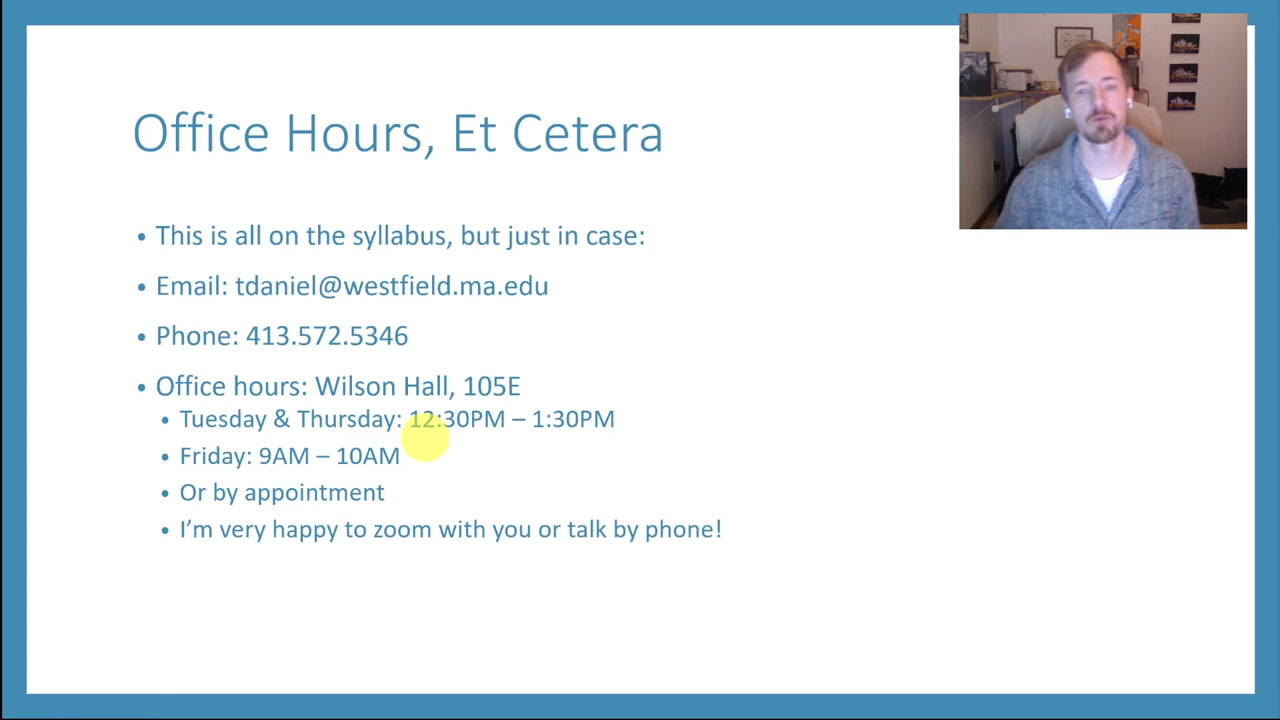 Office Hours, Et Cetera
• This is all on the syllabus, but just in case:
• Email: tdaniel@westfield.ma.edu
• Phone: 413.572.5346
• Office hours: Wilson Hall, 105E
• Tuesday & Thursday: 12:30PM – 1:30PM
• Friday: 9AM – 10AM
• Or by appointment
• I'm very happy to zoom with you or talk by phone!